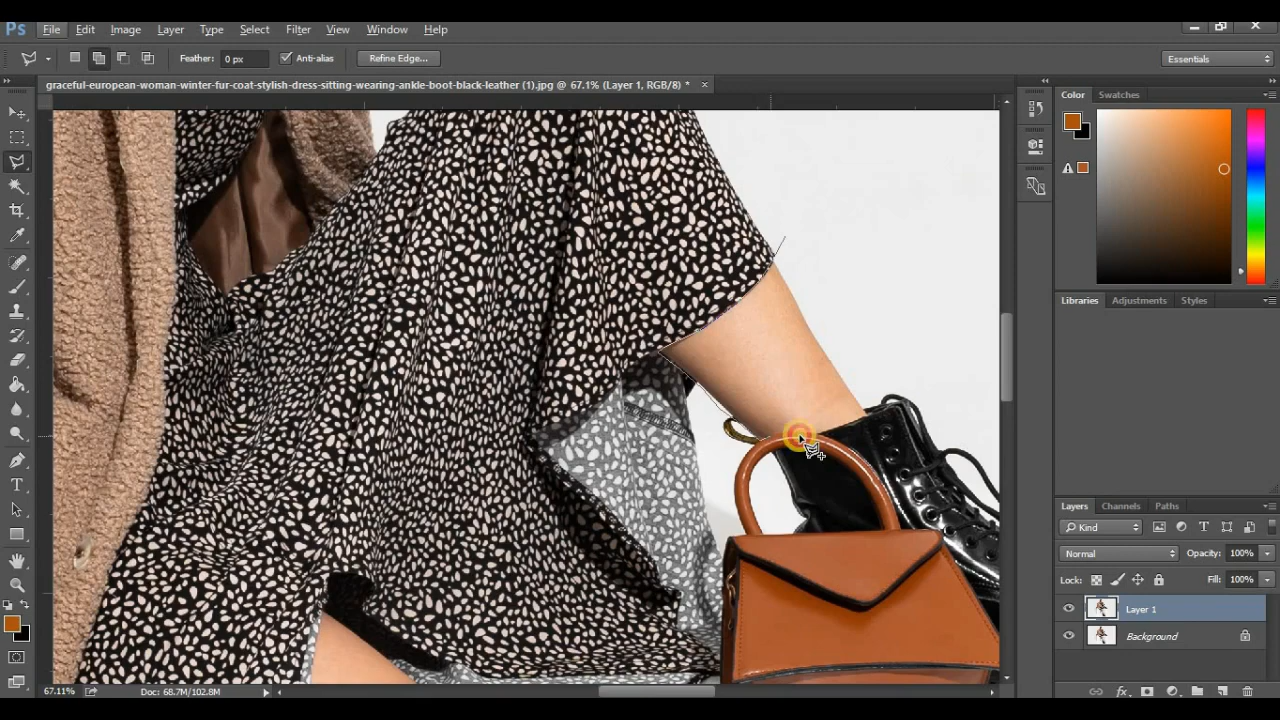 Ps File Edit Image Layer Type Select Filter View Window Help
Feather: 0 px Anti-alias Refine Edge... Essentials
graceful-european-woman-winter-fur-coat-stylish-dress-sitting-wearing-ankle-boot-black-leather (1).jpg @ 67.1% (Layer 1, RGB/8) *
Color Swatches
Libraries Adjustments Styles
Layers Channels Paths
Kind
Normal Opacity: 100%
Lock: Fill: 100%
Layer 1
Background
67.11% Doc: 68.7M/102.8M